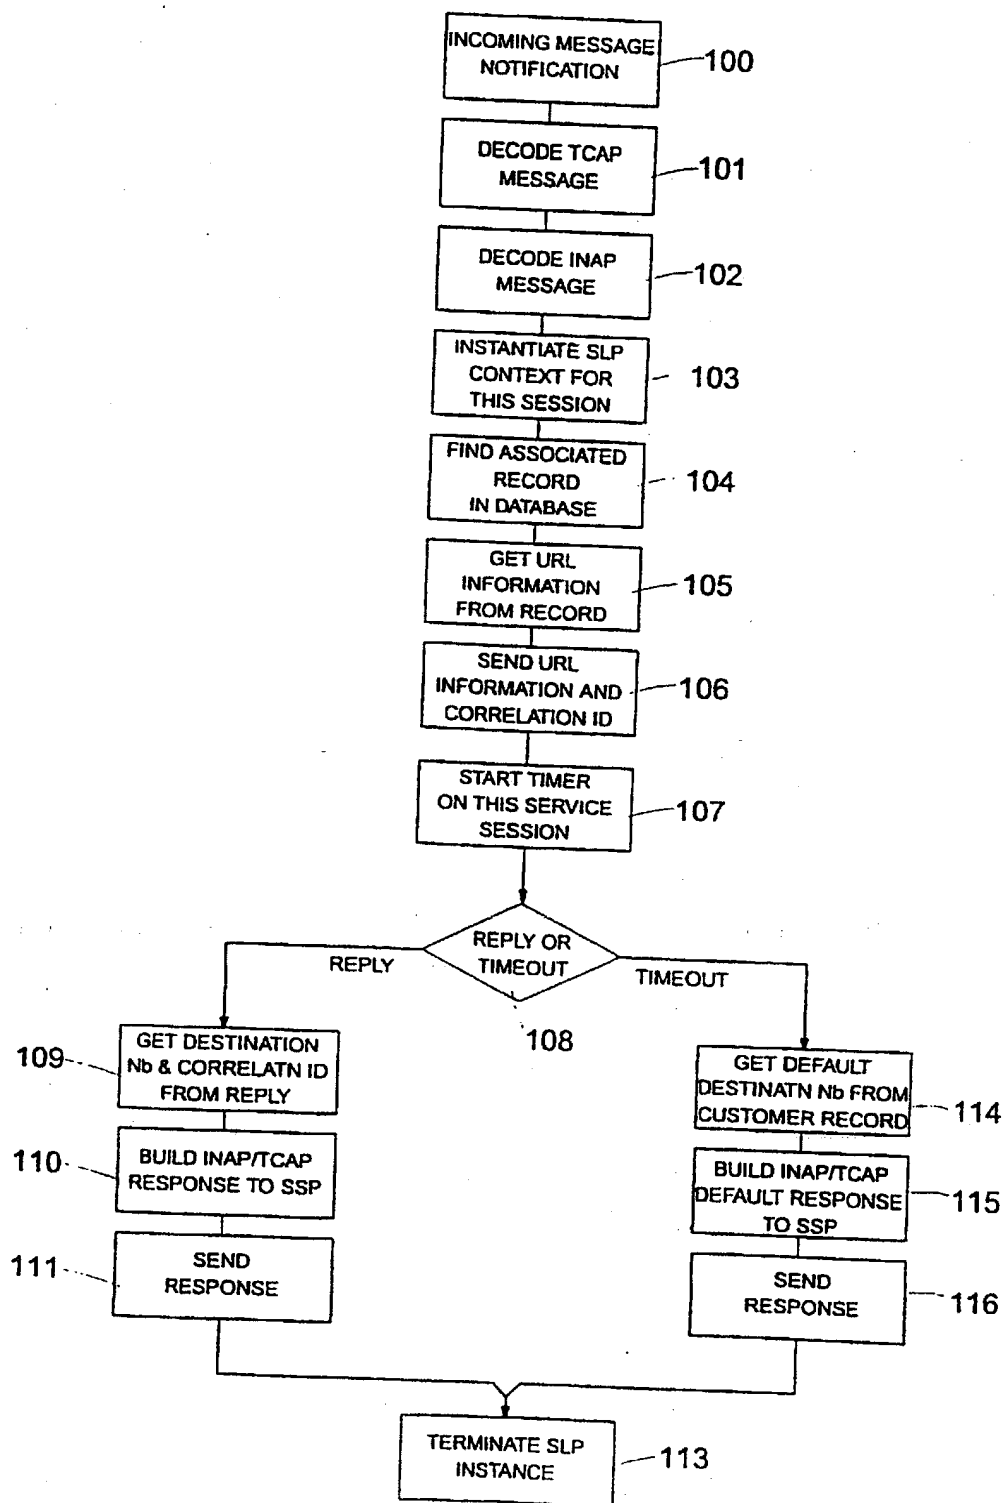 INCOMING MESSAGE
NOTIFICATION
100
DECODE TCAP
MESSAGE
101
DECODE INAP
MESSAGE
102
INSTANTIATE SLP
CONTEXT FOR
THIS SESSION
103
FIND ASSOCIATED
RECORD
IN DATABASE
104
GET URL
INFORMATION
FROM RECORD
105
SEND URL
INFORMATION AND
CORRELATION ID
106
START TIMER
ON THIS SERVICE
SESSION
107
REPLY OR
TIMEOUT
108
REPLY
TIMEOUT
109
GET DESTINATION
Nb & CORRELATN ID
FROM REPLY
110
BUILD INAP/TCAP
RESPONSE TO SSP
111
SEND
RESPONSE
GET DEFAULT
DESTINATN Nb FROM
CUSTOMER RECORD
114
BUILD INAP/TCAP
DEFAULT RESPONSE
TO SSP
115
SEND
RESPONSE
116
TERMINATE SLP
INSTANCE
113